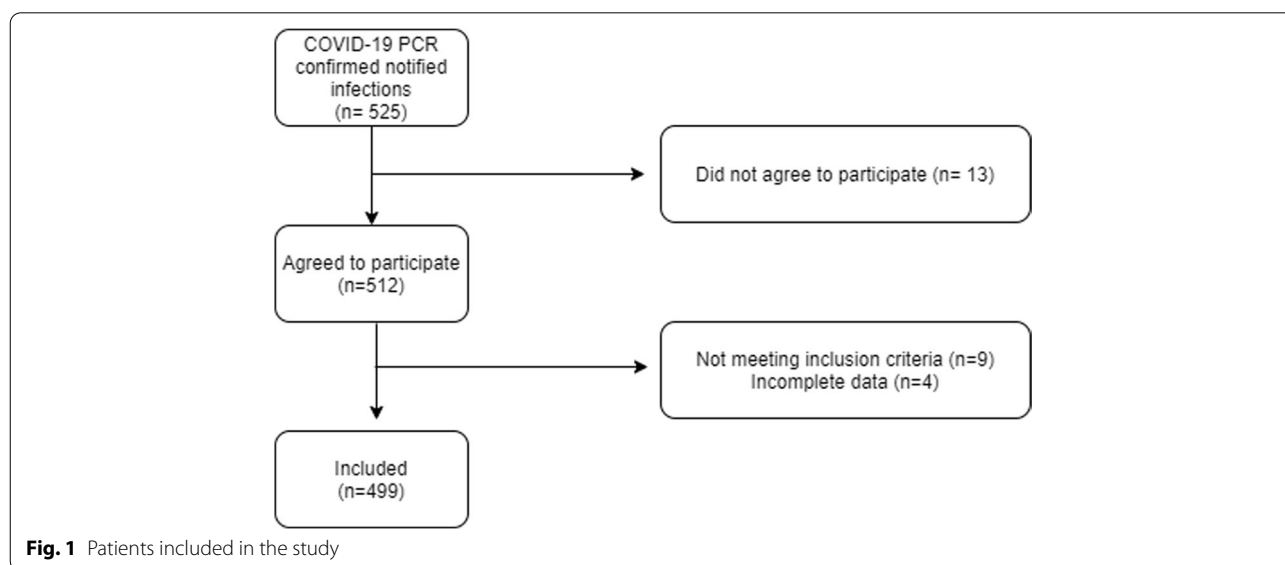 COVID-19 PCR
confirmed notified
infections
(n= 525)
Did not agree to participate (n= 13)
Agreed to participate
(n=512)
Not meeting inclusion criteria (n=9)
Incomplete data (n=4)
Included
(n=499)
Fig. 1 Patients included in the study